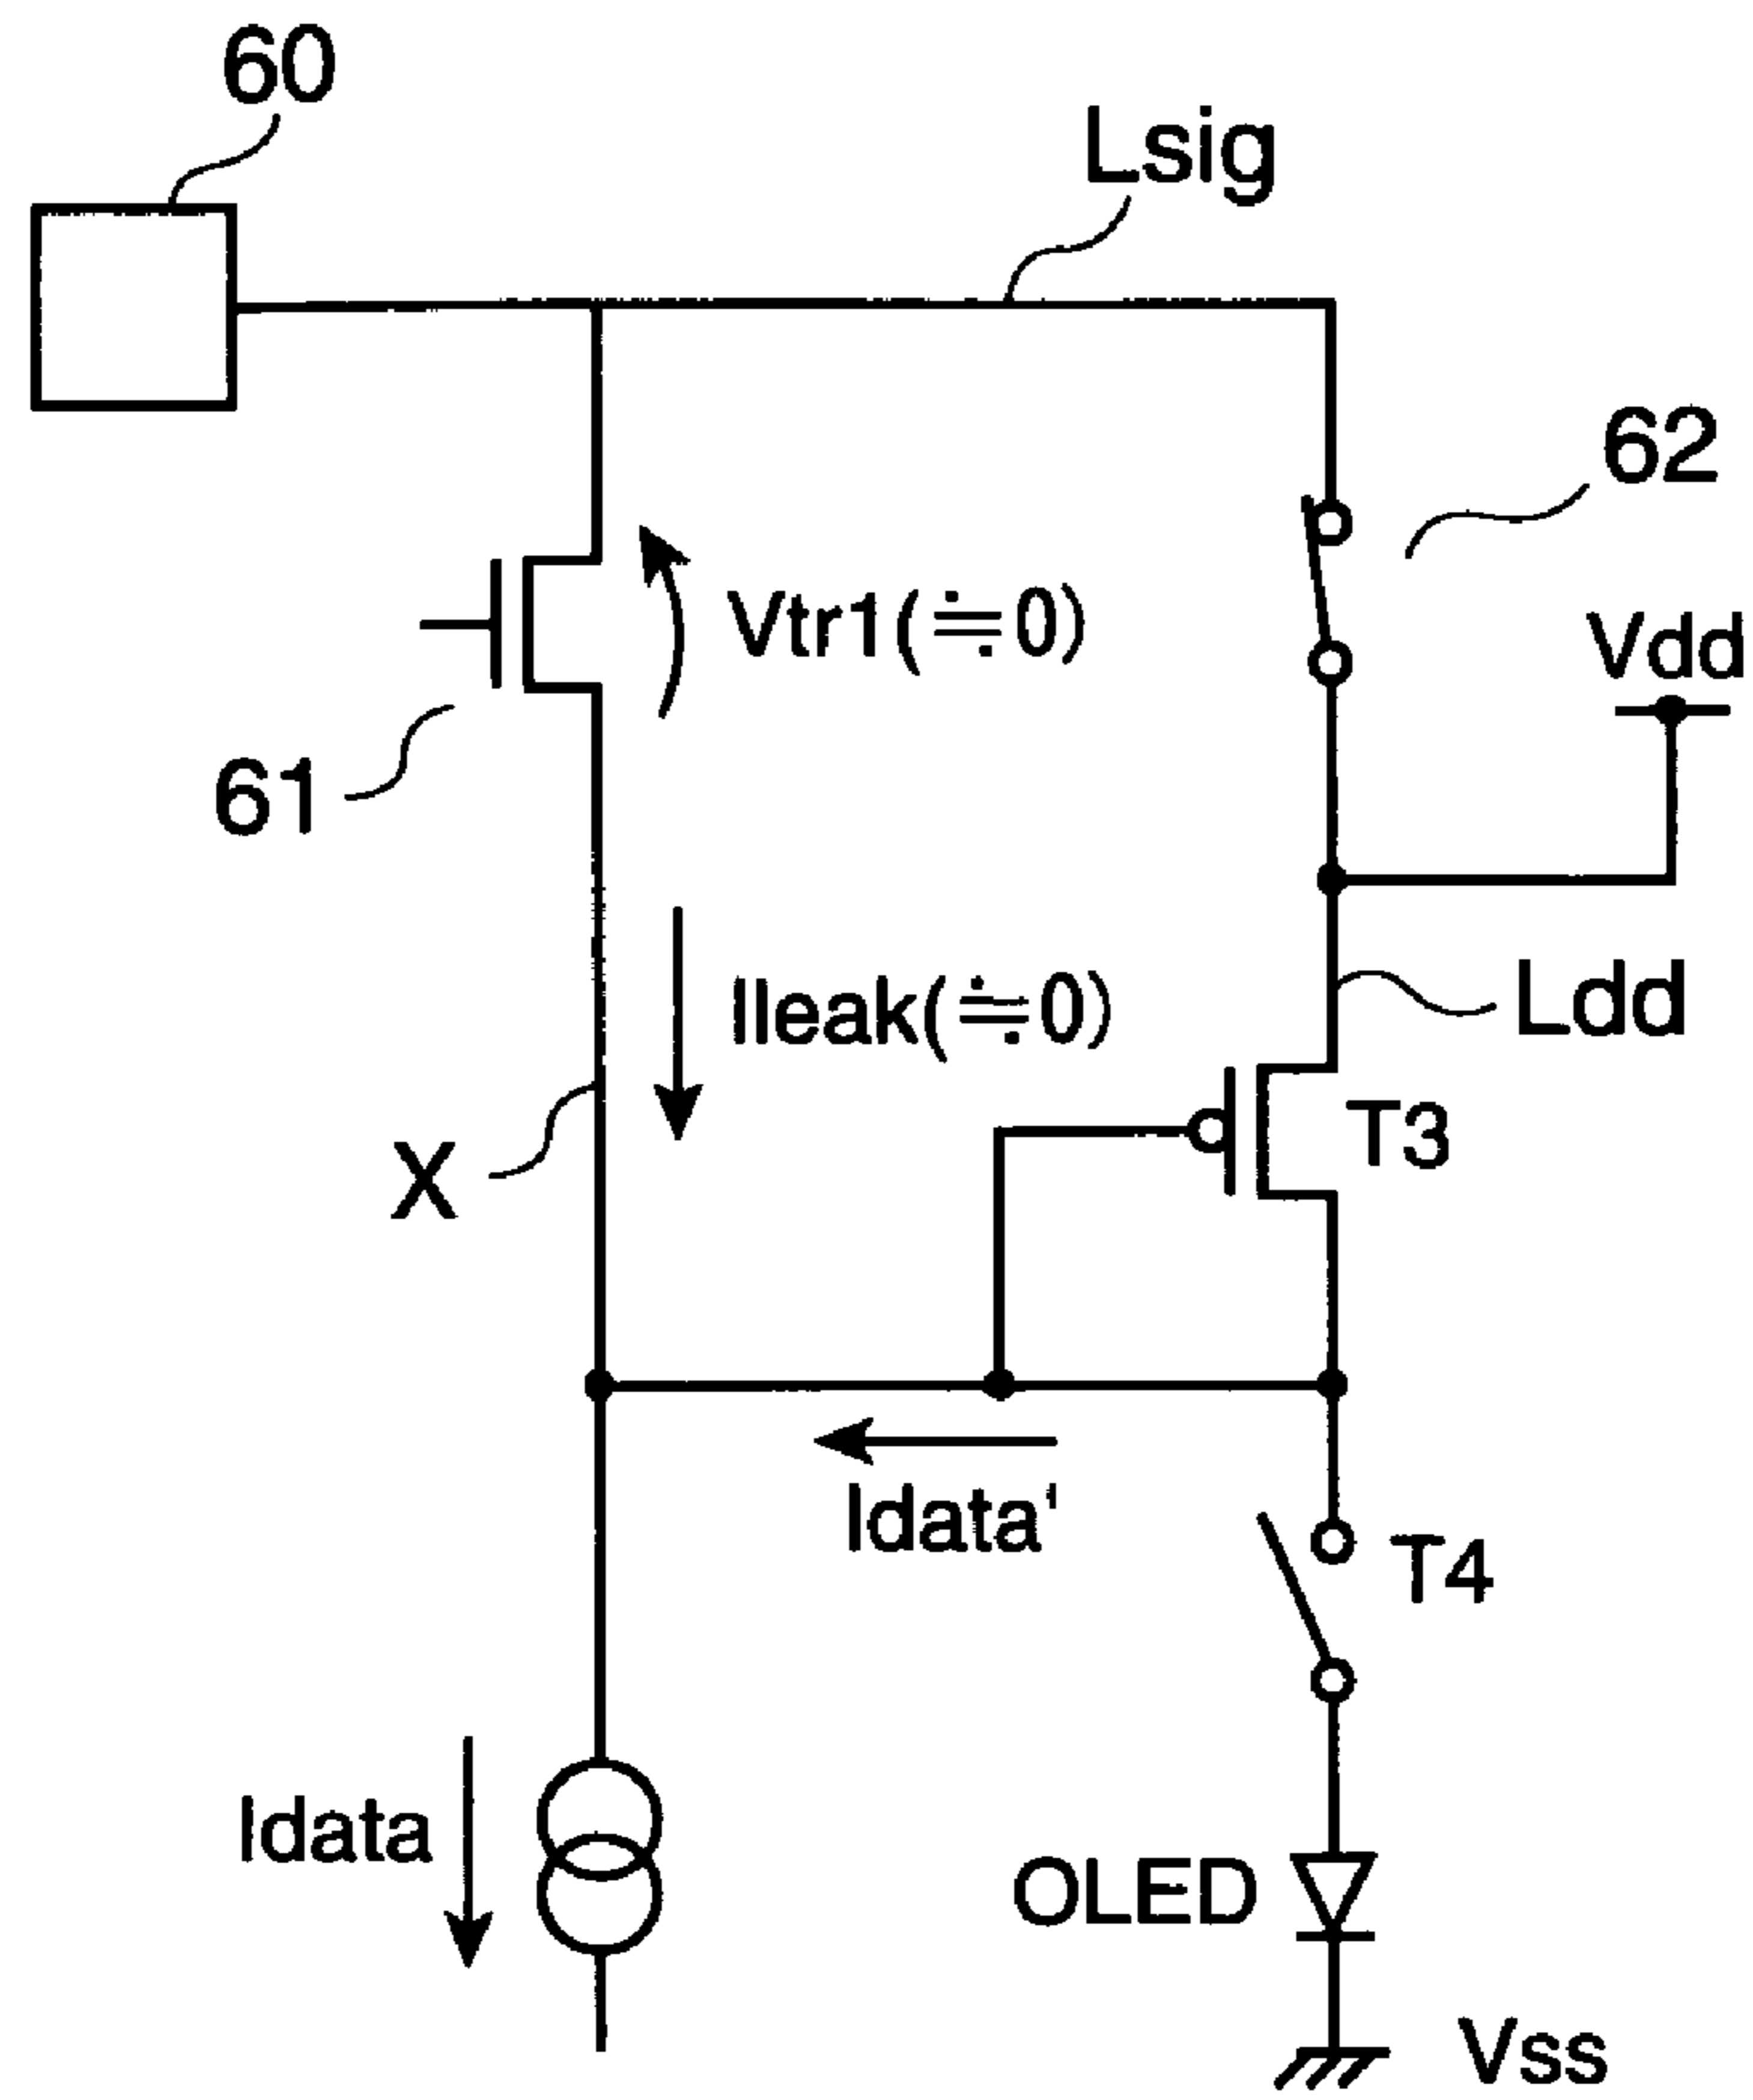 60
Lsig
62
Vtr1(≒0)
Vdd
61
Ileak(≒0)
Ldd
T3
X
Idata'
T4
Idata
OLED
Vss